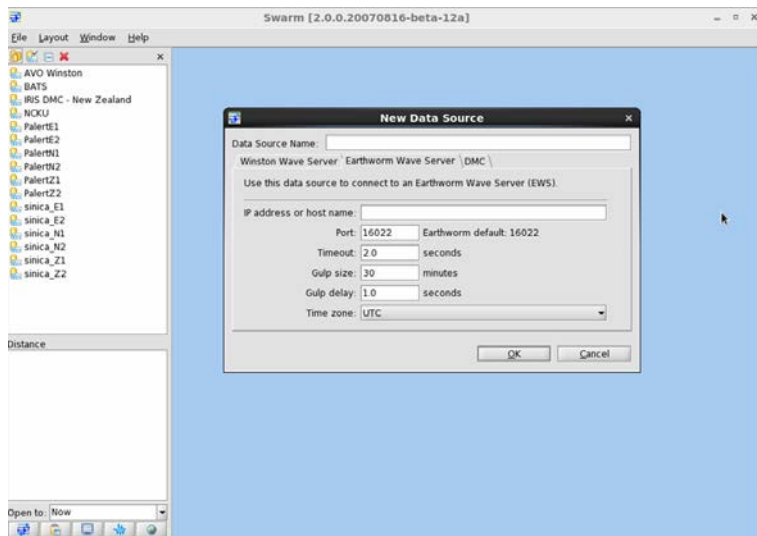 Swarm [2.0.0.20070816-beta-12a]
File Layout Window Help
AVO Winston
BATS
IRIS DMC - New Zealand
NCKU
PalertE1
PalertE2
PalertN1
PalertN2
PalertZ1
PalertZ2
sinica_E1
sinica_E2
sinica_N1
sinica_N2
sinica_Z1
sinica_Z2
Distance
Open to: Now
New Data Source
Data Source Name:
Winston Wave Server Earthworm Wave Server DMC
Use this data source to connect to an Earthworm Wave Server (EWS).
IP address or host name:
Port: 16022 Earthworm default: 16022
Timeout: 2.0 seconds
Gulp size: 30 minutes
Gulp delay: 1.0 seconds
Time zone: UTC
OK Cancel